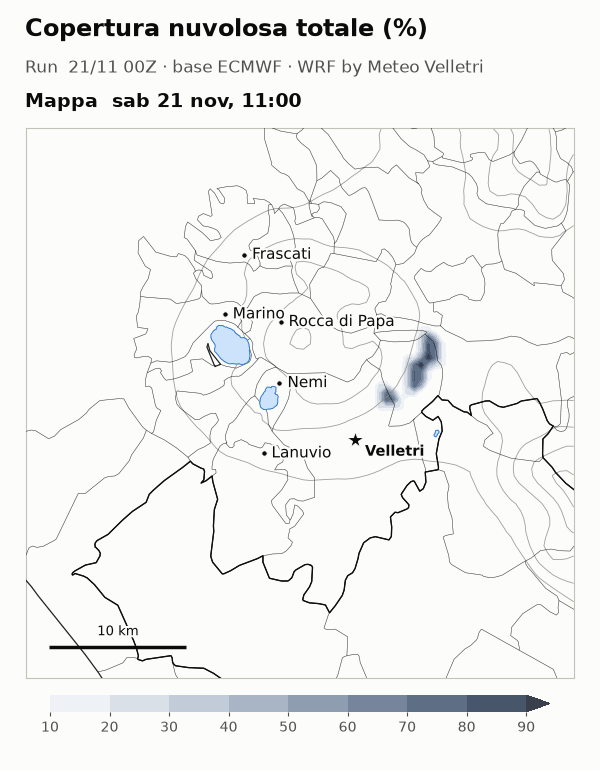 Copertura nuvolosa totale (%)
Run 21/11 00Z · base ECMWF · WRF by Meteo Velletri
Mappa sab 21 nov, 11:00
Frascati
Marino
Rocca di Papa
Nemi
Velletri
Lanuvio
10 km
10 20 30 40 50 60 70 80 90